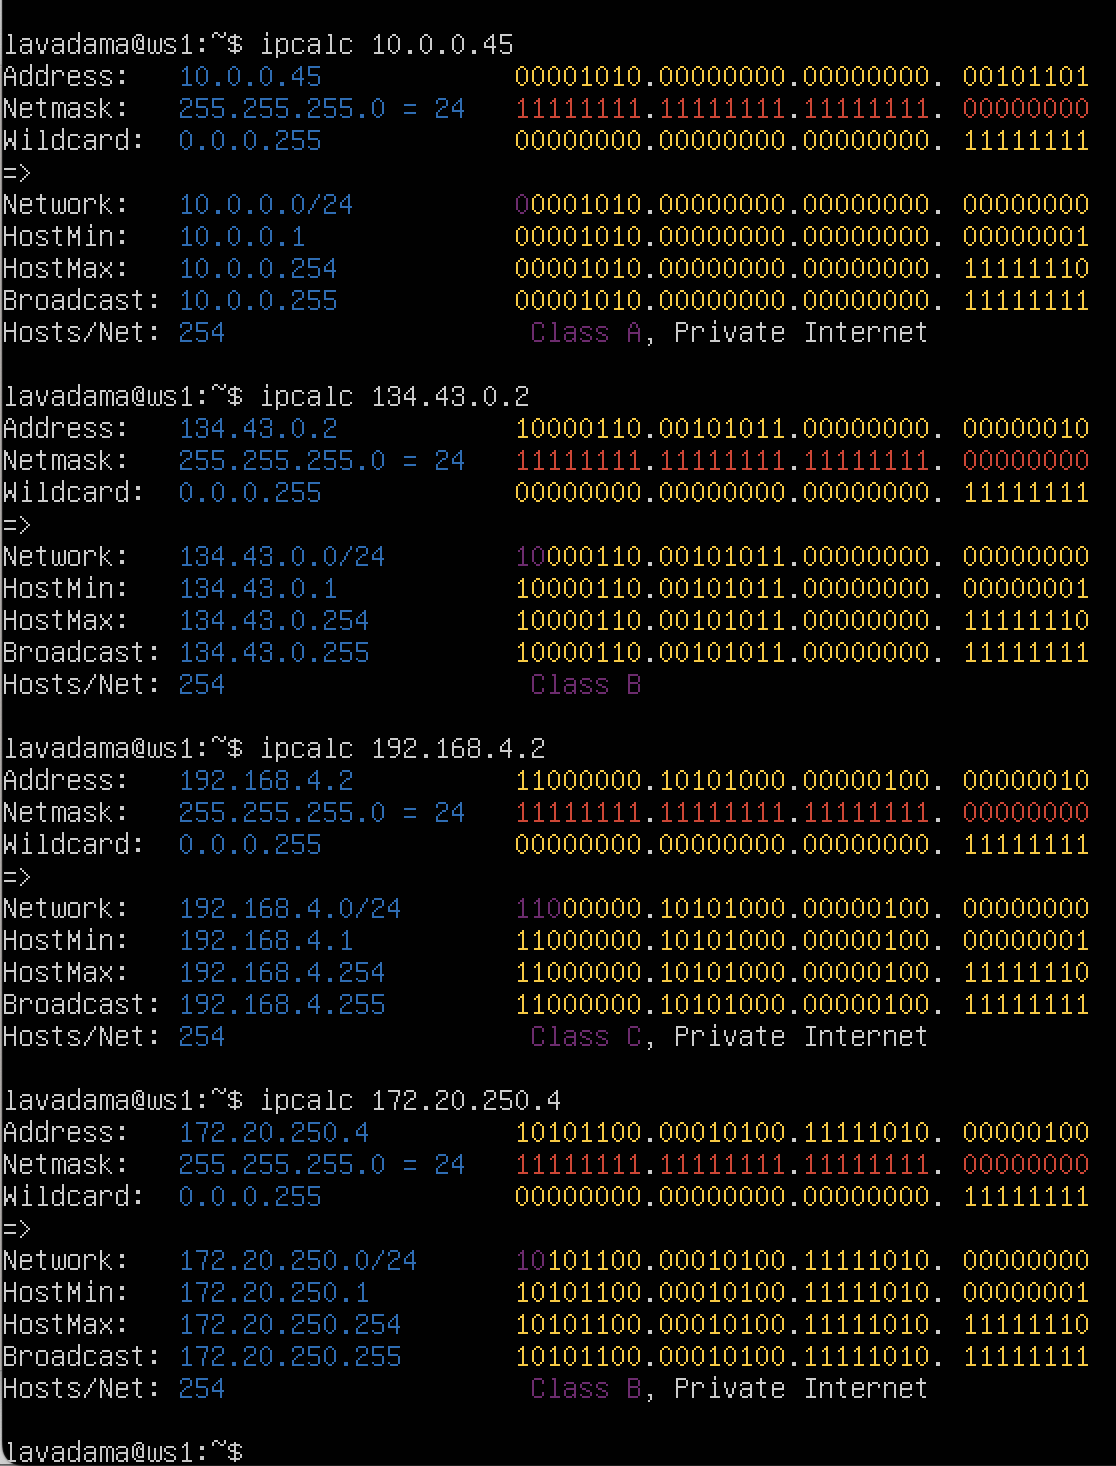 lavadama@ws1:~$ ipcalc 10.0.0.45
Address:   10.0.0.45            00001010.00000000.00000000. 00101101
Netmask:   255.255.255.0 = 24   11111111.11111111.11111111. 00000000
Wildcard:  0.0.0.255            00000000.00000000.00000000. 11111111
=>
Network:   10.0.0.0/24          00001010.00000000.00000000. 00000000
HostMin:   10.0.0.1             00001010.00000000.00000000. 00000001
HostMax:   10.0.0.254           00001010.00000000.00000000. 11111110
Broadcast: 10.0.0.255           00001010.00000000.00000000. 11111111
Hosts/Net: 254                   Class A, Private Internet
lavadama@ws1:~$ ipcalc 134.43.0.2
Address:   134.43.0.2           10000110.00101011.00000000. 00000010
Netmask:   255.255.255.0 = 24   11111111.11111111.11111111. 00000000
Wildcard:  0.0.0.255            00000000.00000000.00000000. 11111111
=>
Network:   134.43.0.0/24        10000110.00101011.00000000. 00000000
HostMin:   134.43.0.1           10000110.00101011.00000000. 00000001
HostMax:   134.43.0.254         10000110.00101011.00000000. 11111110
Broadcast: 134.43.0.255         10000110.00101011.00000000. 11111111
Hosts/Net: 254                   Class B
lavadama@ws1:~$ ipcalc 192.168.4.2
Address:   192.168.4.2          11000000.10101000.00000100. 00000010
Netmask:   255.255.255.0 = 24   11111111.11111111.11111111. 00000000
Wildcard:  0.0.0.255            00000000.00000000.00000000. 11111111
=>
Network:   192.168.4.0/24       11000000.10101000.00000100. 00000000
HostMin:   192.168.4.1          11000000.10101000.00000100. 00000001
HostMax:   192.168.4.254        11000000.10101000.00000100. 11111110
Broadcast: 192.168.4.255        11000000.10101000.00000100. 11111111
Hosts/Net: 254                   Class C, Private Internet
lavadama@ws1:~$ ipcalc 172.20.250.4
Address:   172.20.250.4         10101100.00010100.11111010. 00000100
Netmask:   255.255.255.0 = 24   11111111.11111111.11111111. 00000000
Wildcard:  0.0.0.255            00000000.00000000.00000000. 11111111
=>
Network:   172.20.250.0/24      10101100.00010100.11111010. 00000000
HostMin:   172.20.250.1         10101100.00010100.11111010. 00000001
HostMax:   172.20.250.254       10101100.00010100.11111010. 11111110
Broadcast: 172.20.250.255       10101100.00010100.11111010. 11111111
Hosts/Net: 254                   Class B, Private Internet
lavadama@ws1:~$